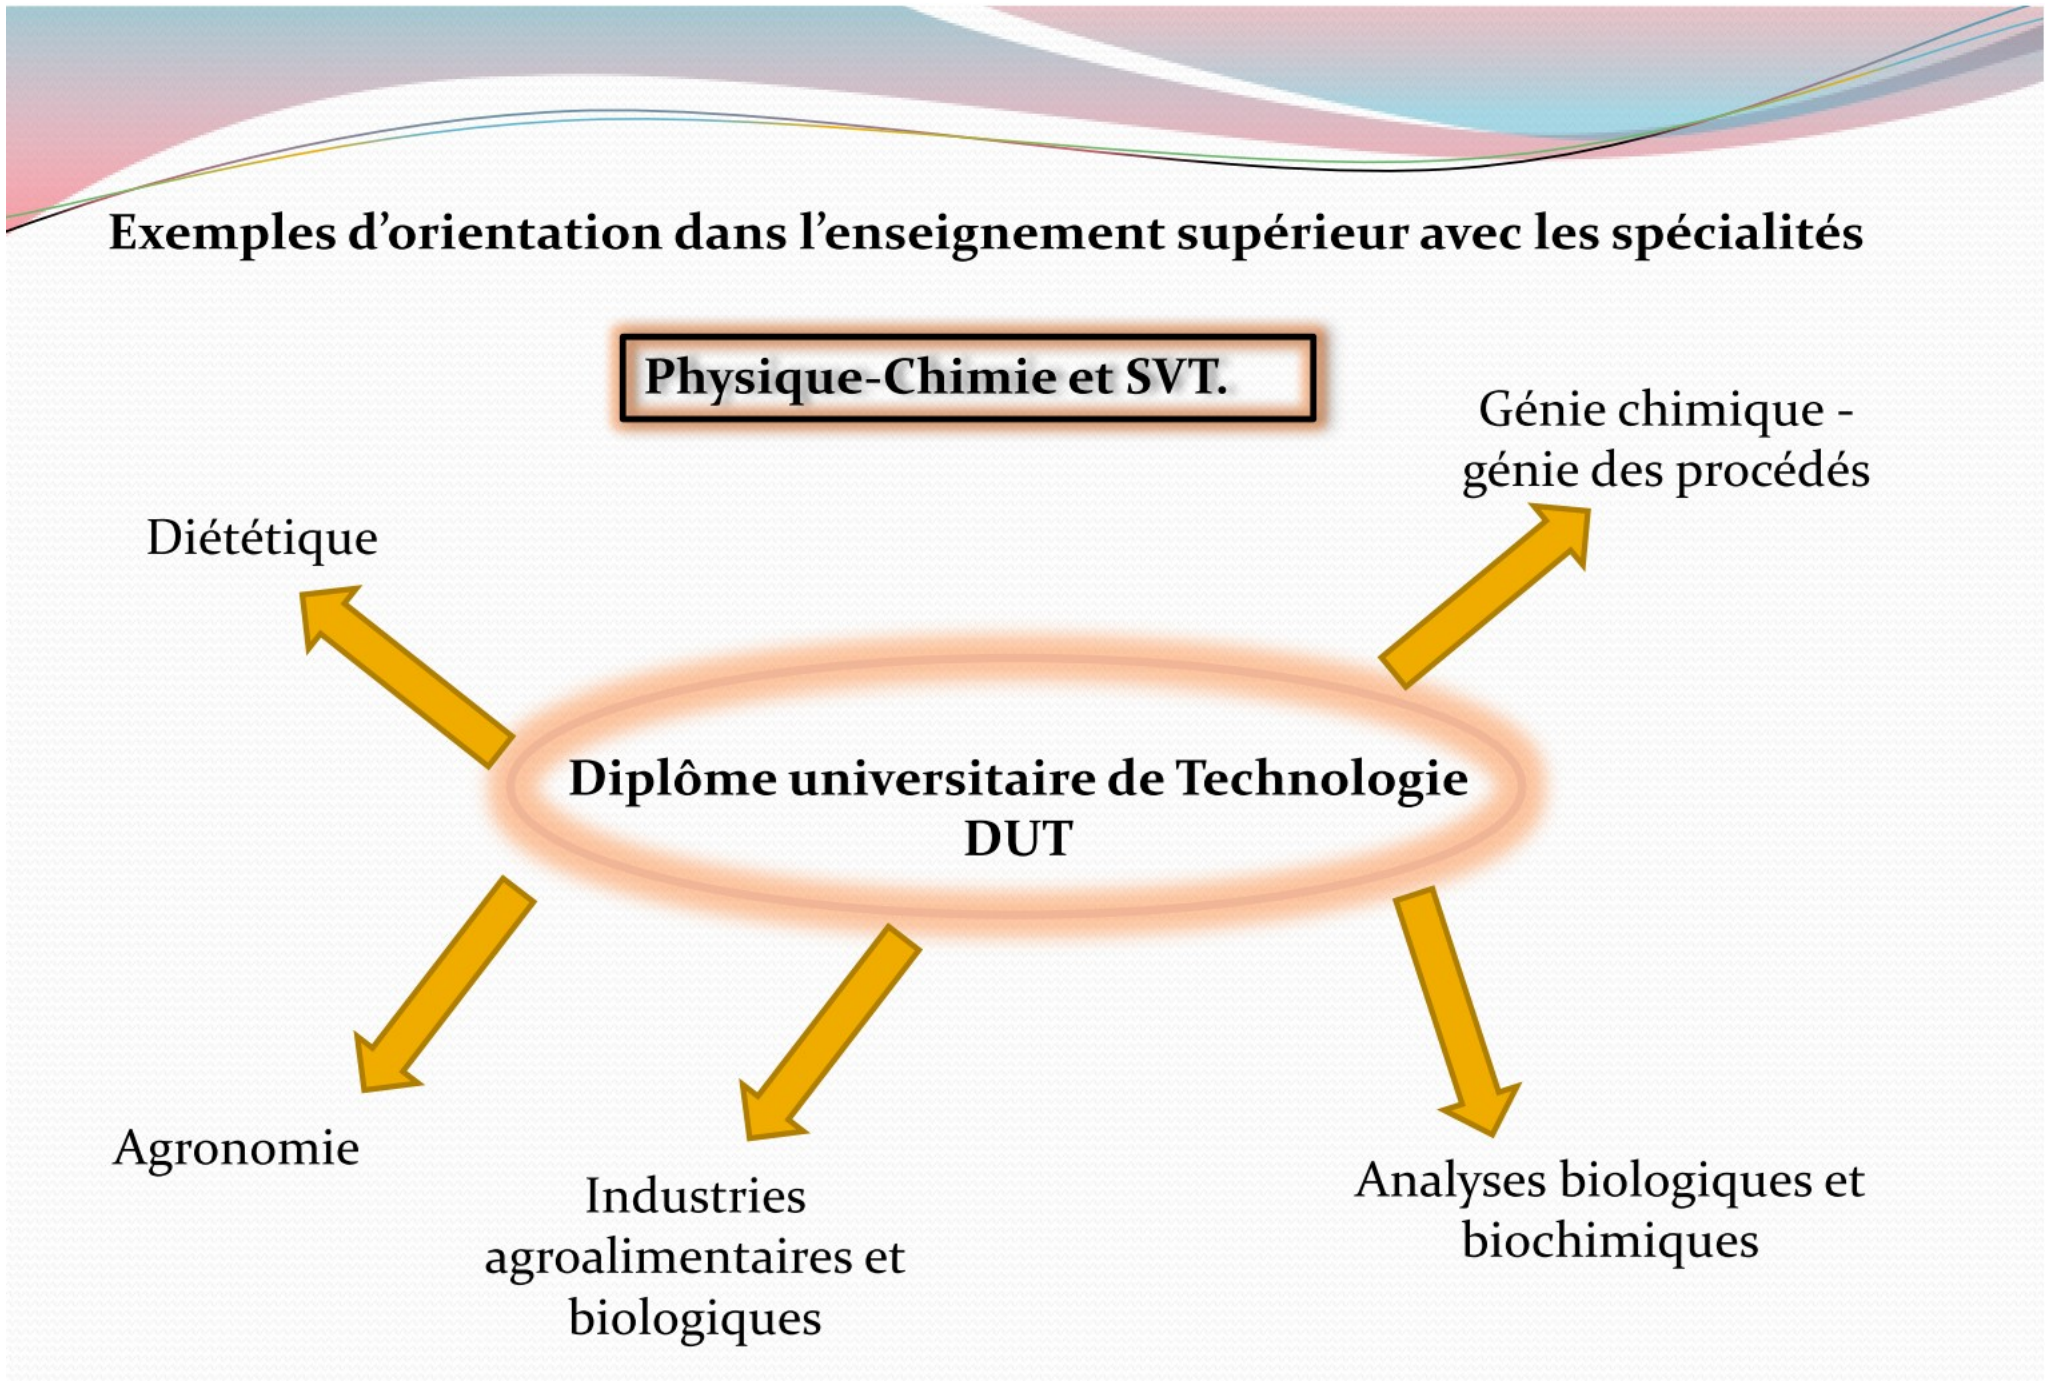 Exemples d’orientation dans l’enseignement supérieur avec les spécialités
Physique-Chimie et SVT.
Génie chimique -
génie des procédés
Diététique
Diplôme universitaire de Technologie
DUT
Agronomie
Industries
agroalimentaires et
biologiques
Analyses biologiques et
biochimiques